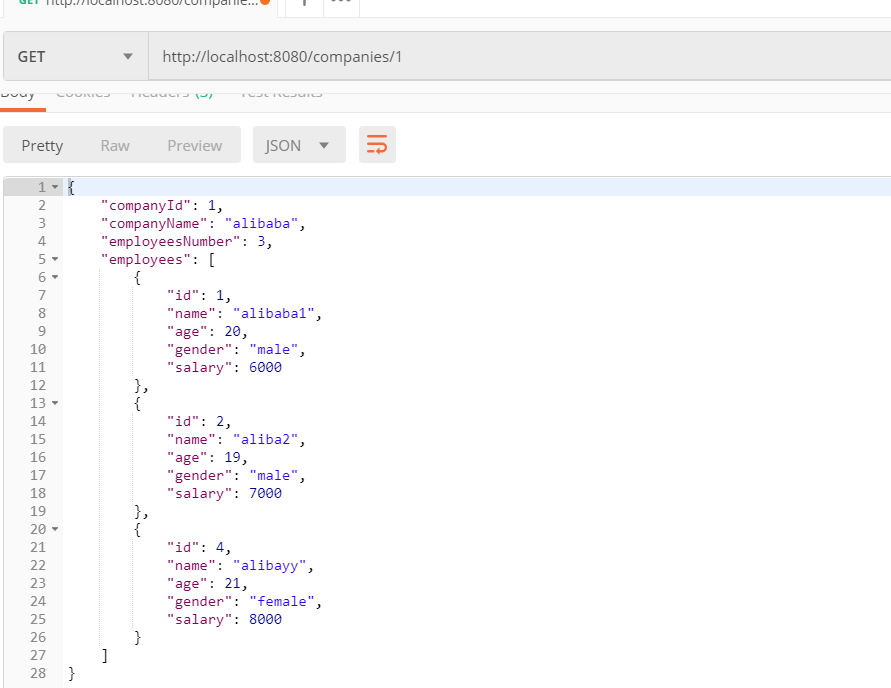 GET http://localhost:8080/companie...
GET http://localhost:8080/companies/1
Body Cookies Headers (3) Test Results
Pretty Raw Preview JSON
1 {
2 "companyId": 1,
3 "companyName": "alibaba",
4 "employeesNumber": 3,
5 "employees": [
6 {
7 "id": 1,
8 "name": "alibaba1",
9 "age": 20,
10 "gender": "male",
11 "salary": 6000
12 },
13 {
14 "id": 2,
15 "name": "aliba2",
16 "age": 19,
17 "gender": "male",
18 "salary": 7000
19 },
20 {
21 "id": 4,
22 "name": "alibayy",
23 "age": 21,
24 "gender": "female",
25 "salary": 8000
26 }
27 ]
28 }